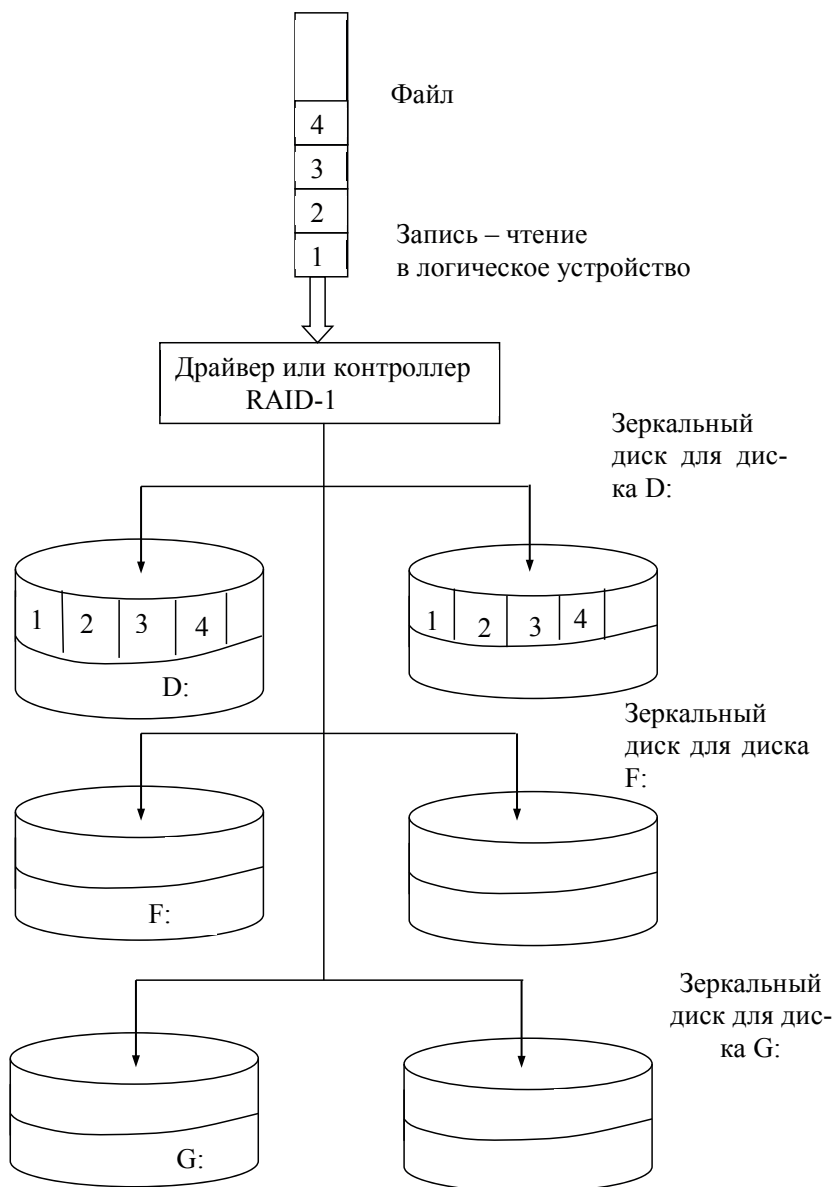 Файл
4
3
2
1
Запись – чтение
в логическое устройство
Драйвер или контроллер
RAID-1
Зеркальный
диск для дис-
ка D:
1 2 3 4
1 2 3 4
D:
Зеркальный
диск для диска
F:
F:
Зеркальный
диск для дис-
ка G:
G: